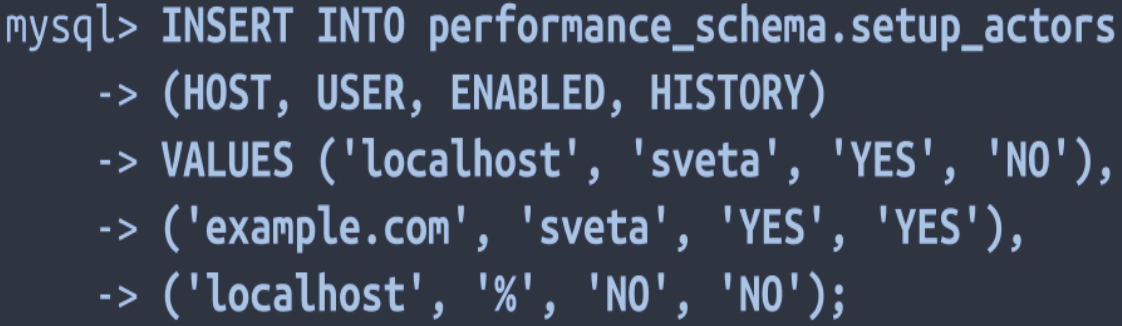 mysql> INSERT INTO performance_schema.setup_actors
-> (HOST, USER, ENABLED, HISTORY)
-> VALUES ('localhost', 'sveta', 'YES', 'NO'),
-> ('example.com', 'sveta', 'YES', 'YES'),
-> ('localhost', '%', 'NO', 'NO');